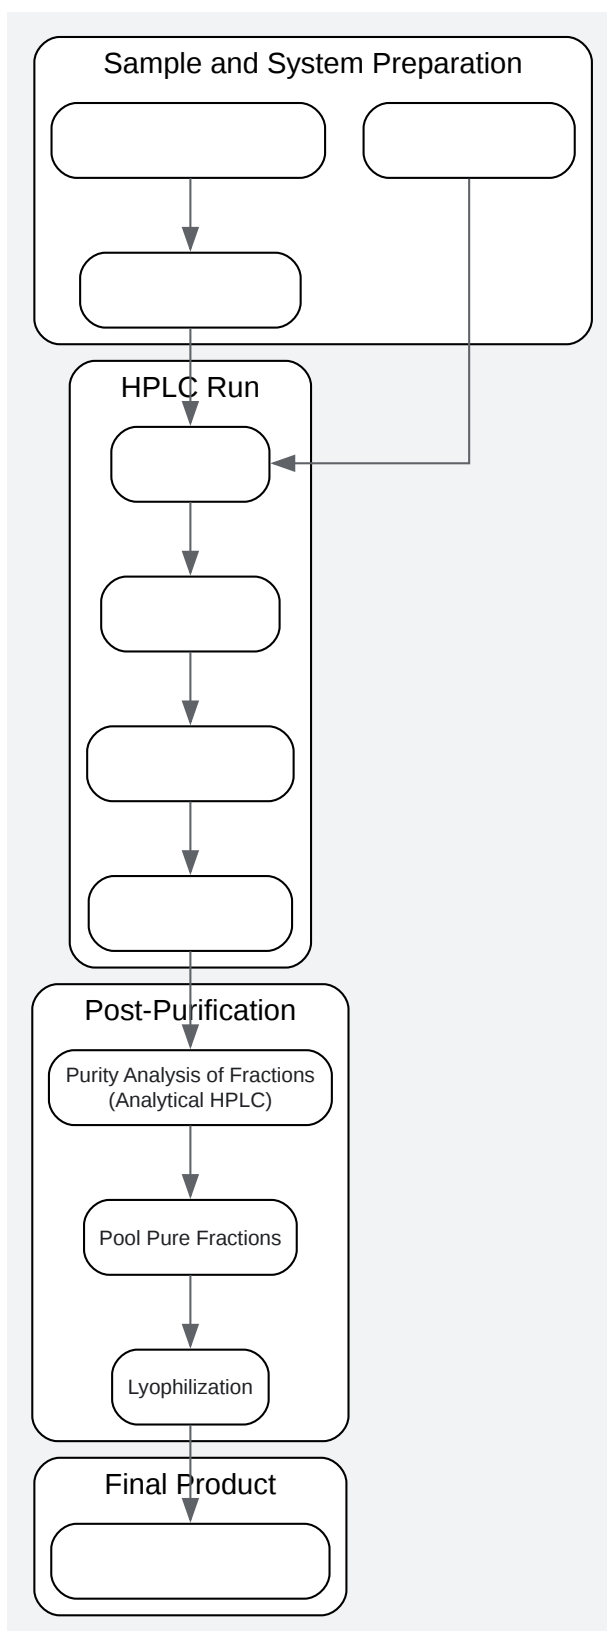 Sample and System Preparation
HPLC Run
Post-Purification
Purity Analysis of Fractions
(Analytical HPLC)
Pool Pure Fractions
Lyophilization
Final Product